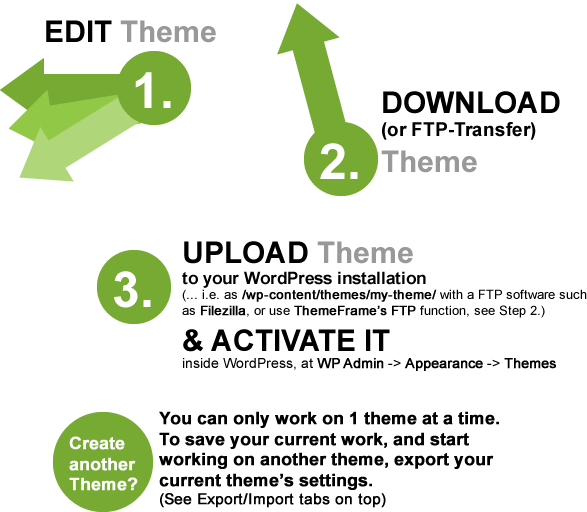 EDIT Theme
1.
DOWNLOAD
(or FTP-Transfer)
2.
Theme
UPLOAD Theme
to your WordPress installation
3.
(... i.e. as /wp-content/themes/my-theme/ with a FTP software such
as Filezilla, or use ThemeFrame's FTP function, see Step 2.)
& ACTIVATE IT
inside WordPress, at WP Admin -> Appearance -> Themes
Create
another
Theme?
You can only work on 1 theme at a time.
To save your current work, and start
working on another theme, export your
current theme's settings.
(See Export/Import tabs on top)